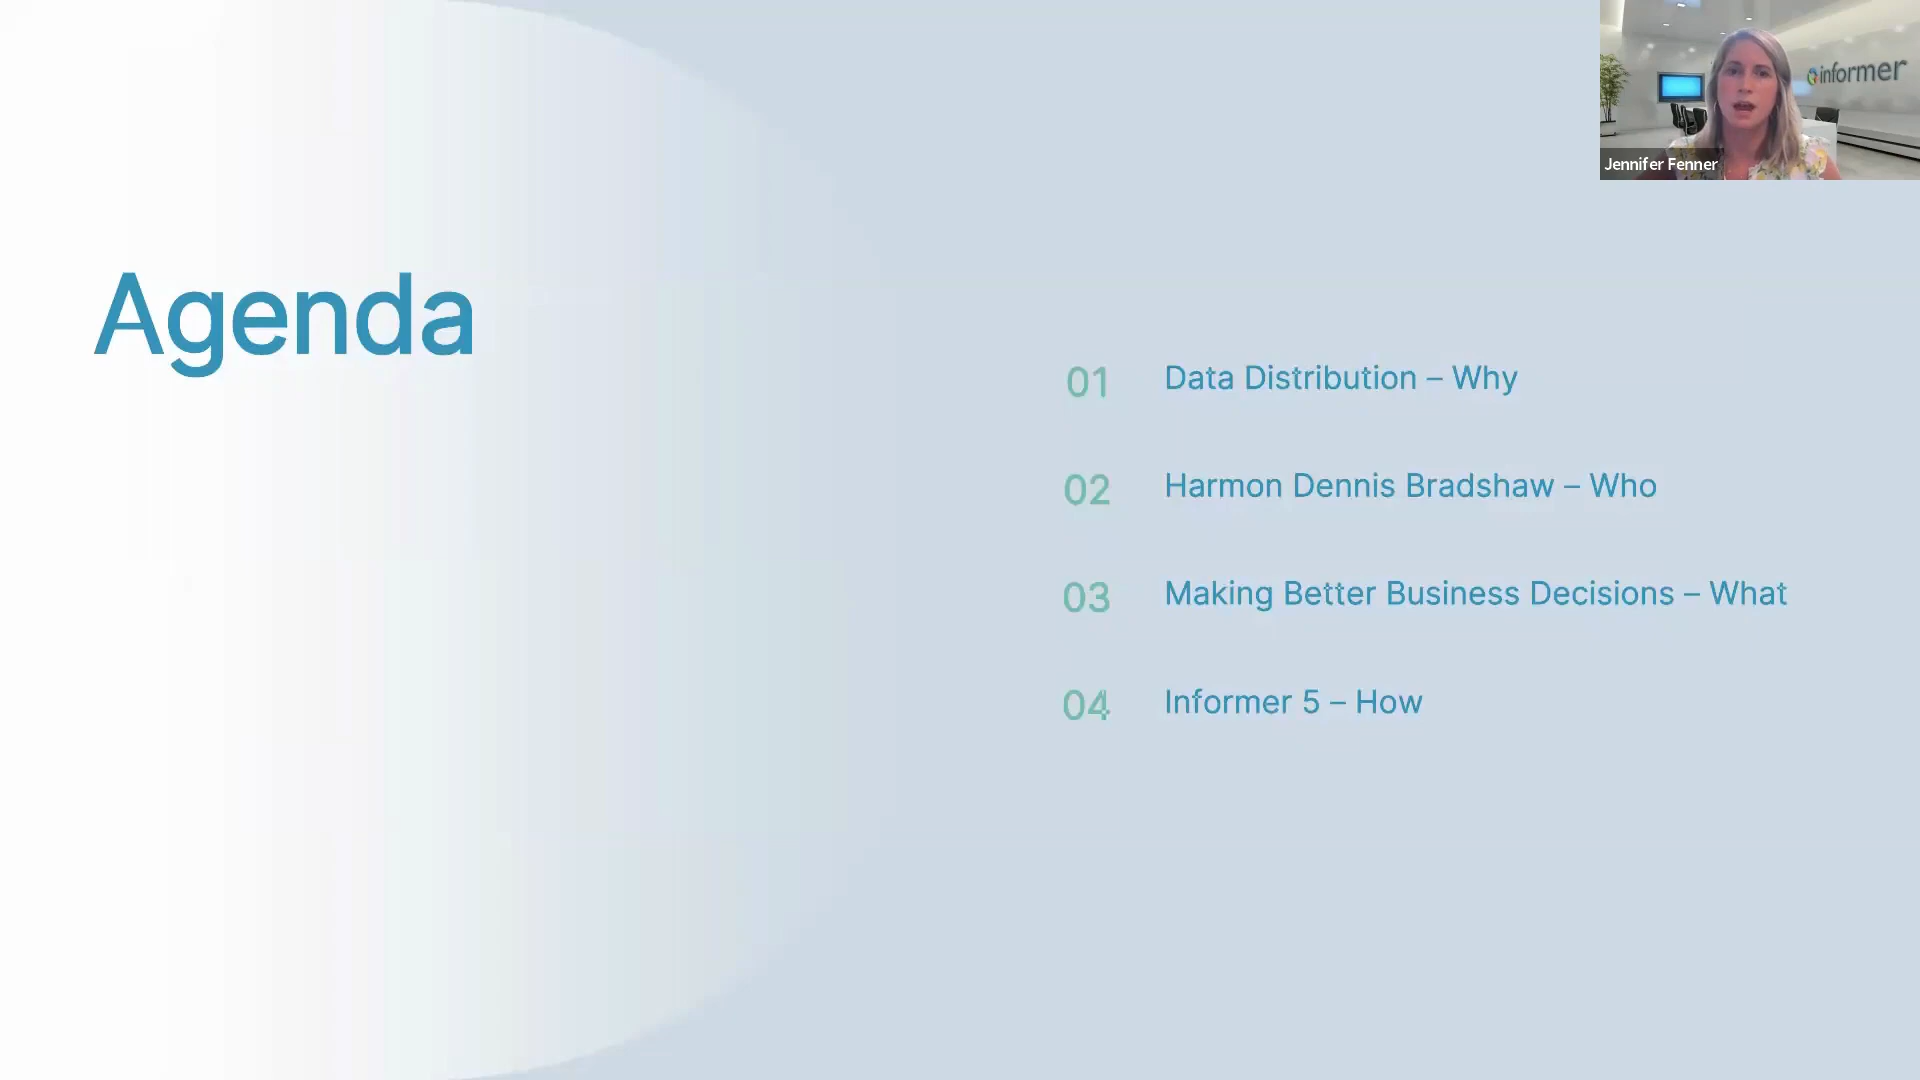 informer
Jennifer Fenner
Agenda
01 Data Distribution – Why
02 Harmon Dennis Bradshaw – Who
03 Making Better Business Decisions – What
04 Informer 5 – How